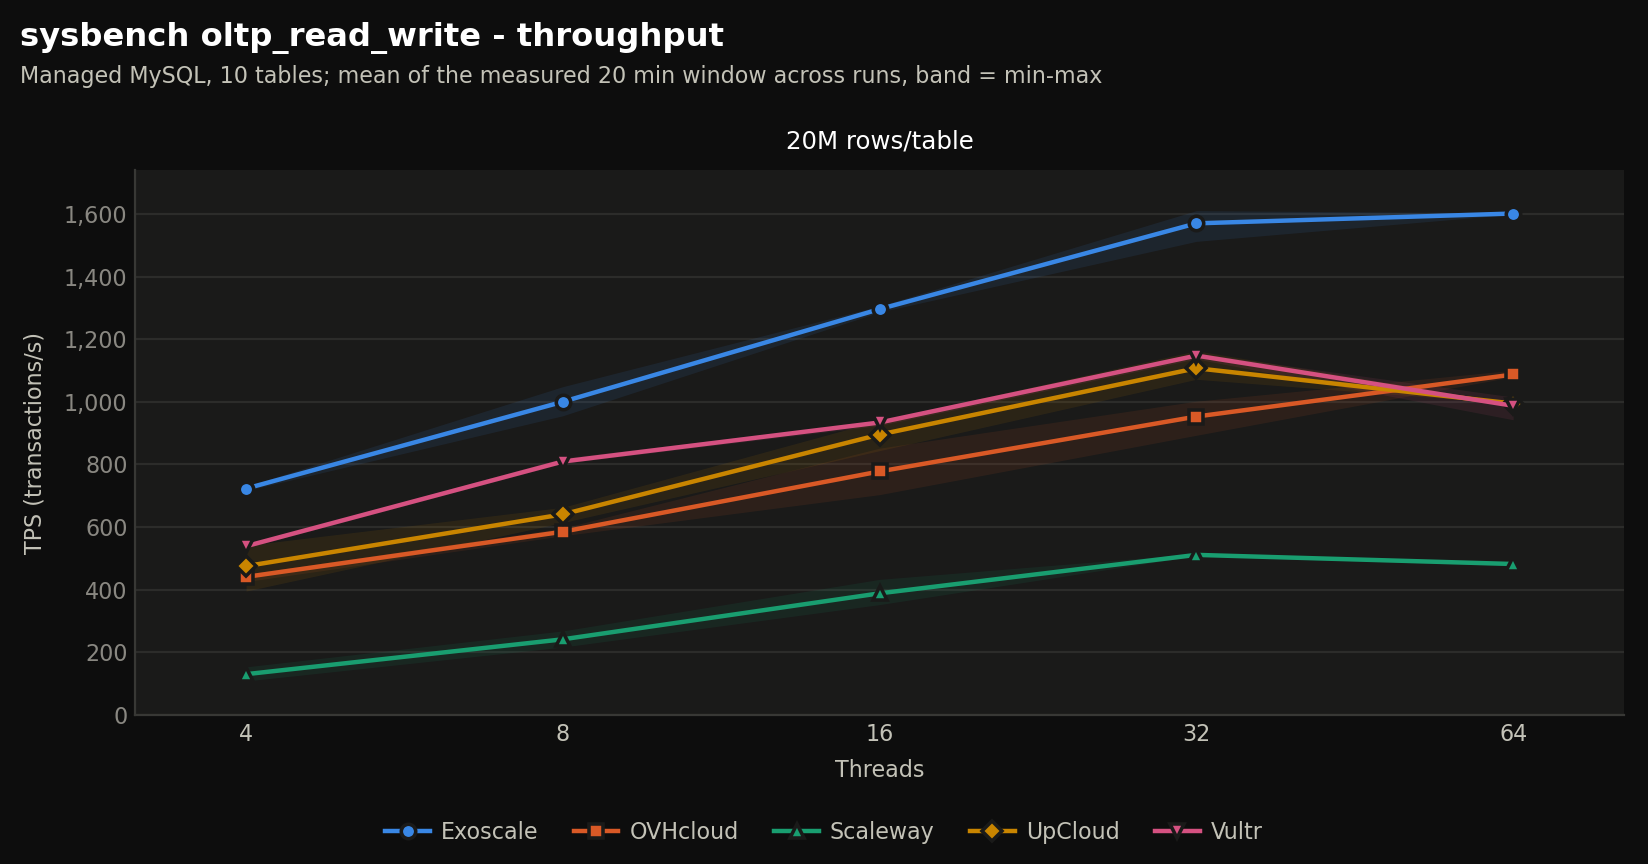 sysbench oltp_read_write - throughput
Managed MySQL, 10 tables; mean of the measured 20 min window across runs, band = min-max
20M rows/table
TPS (transactions/s)
1,600
1,400
1,200
1,000
800
600
400
200
0
4 8 16 32 64
Threads
Exoscale OVHcloud Scaleway UpCloud Vultr